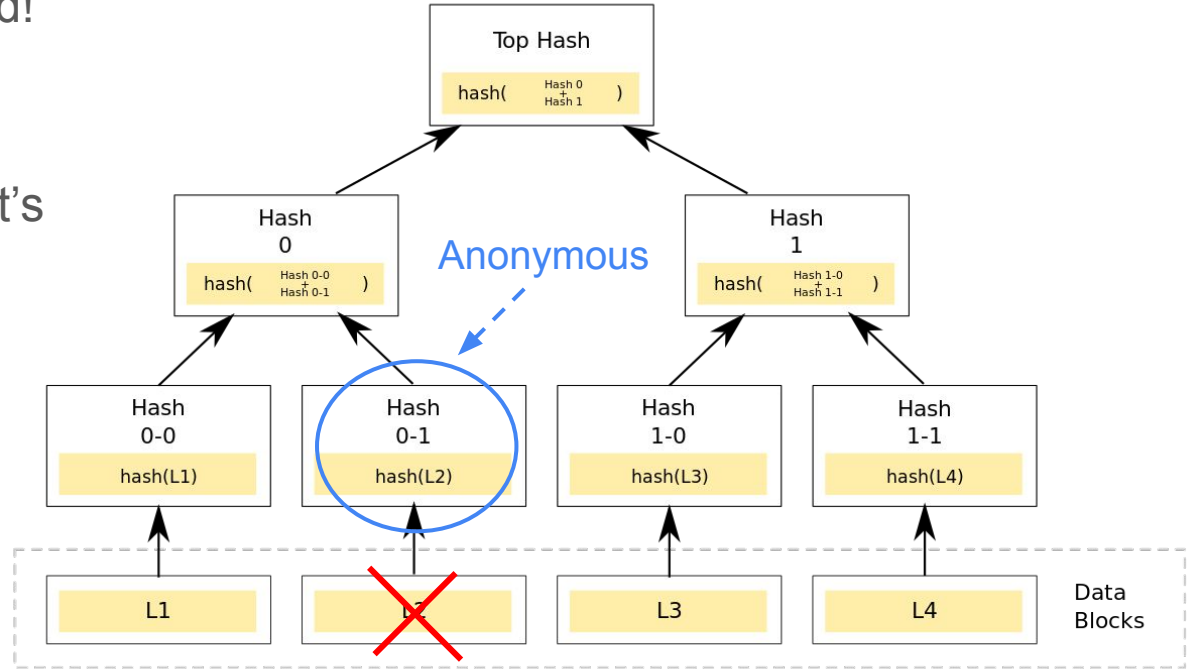 d!
Top Hash
hash( Hash 0 + Hash 1 )
t’s
Hash
0
hash( Hash 0-0 + Hash 0-1 )
Anonymous
Hash
1
hash( Hash 1-0 + Hash 1-1 )
Hash
0-0
hash(L1)
Hash
0-1
hash(L2)
Hash
1-0
hash(L3)
Hash
1-1
hash(L4)
L1
L2
L3
L4
Data
Blocks